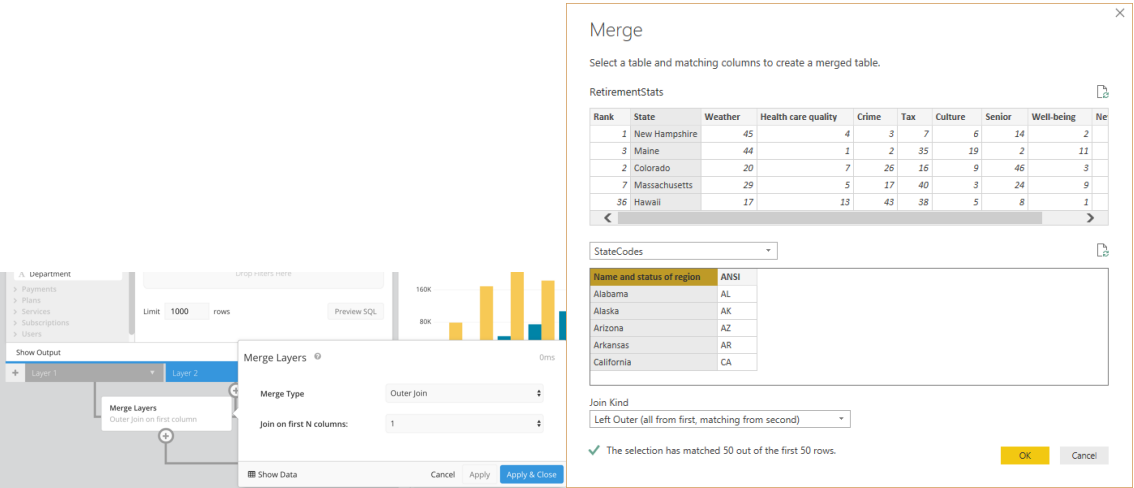 Department
Payments
Plans
Services
Subscriptions
Users
Drop Filters Here
Limit 1000 rows
Preview SQL
160K
80K
Show Output
+ Layer 1
Layer 2
Merge Layers
Outer Join on first column
Merge Layers ?
0ms
Merge Type Outer Join
Join on first N columns: 1
Show Data
Cancel Apply Apply & Close
Merge
Select a table and matching columns to create a merged table.
RetirementStats
Rank State Weather Health care quality Crime Tax Culture Senior Well-being Ne
1 New Hampshire 45 4 3 7 6 14 2
3 Maine 44 1 2 35 19 2 11
2 Colorado 20 7 26 16 9 46 3
7 Massachusetts 29 5 17 40 3 24 9
36 Hawaii 17 13 43 38 5 8 1
StateCodes
Name and status of region ANSI
Alabama AL
Alaska AK
Arizona AZ
Arkansas AR
California CA
Join Kind
Left Outer (all from first, matching from second)
The selection has matched 50 out of the first 50 rows.
OK Cancel